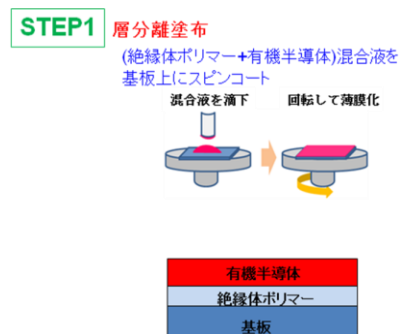 STEP1 層分離塗布
(絶縁体ポリマー+有機半導体)混合液を
基板上にスピンコート
混合液を滴下 回転して薄膜化
有機半導体
絶縁体ポリマー
基板